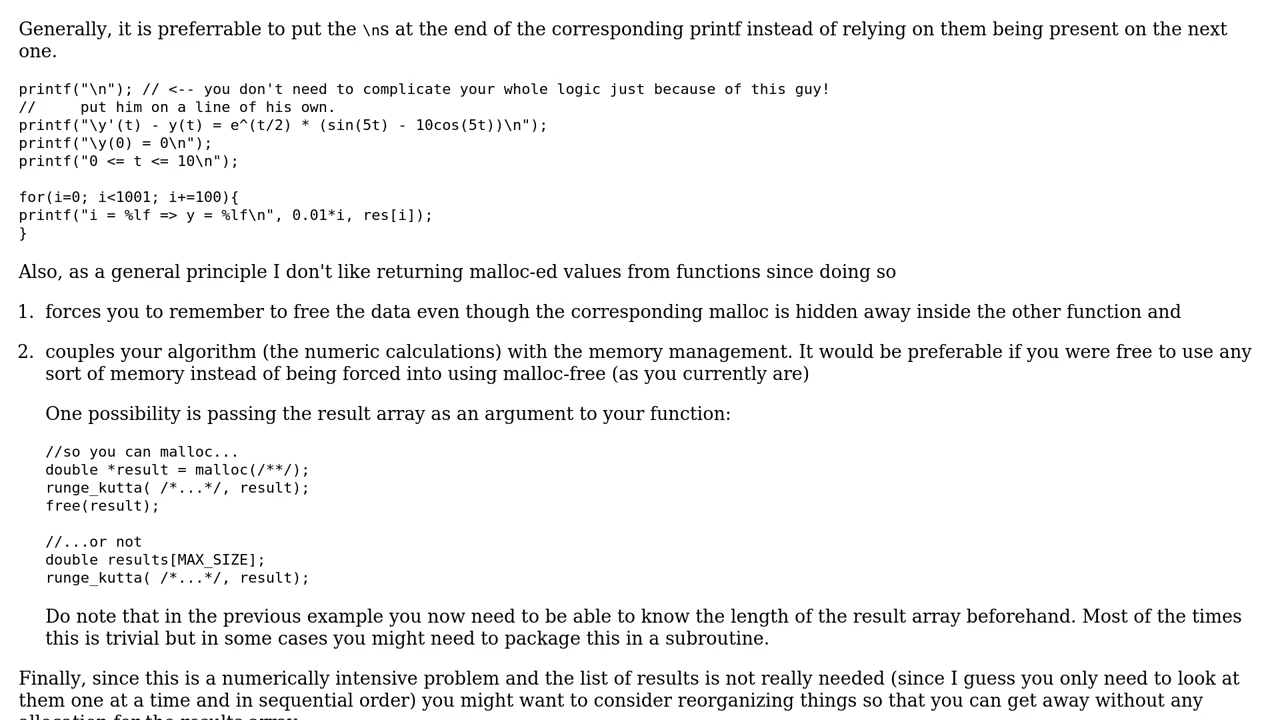 Generally, it is preferrable to put the \ns at the end of the corresponding printf instead of relying on them being present on the next
one.
printf("\n"); // <-- you don't need to complicate your whole logic just because of this guy!
//     put him on a line of his own.
printf("\y'(t) - y(t) = e^(t/2) * (sin(5t) - 10cos(5t))\n");
printf("\y(0) = 0\n");
printf("0 <= t <= 10\n");
for(i=0; i<1001; i+=100){
printf("i = %lf => y = %lf\n", 0.01*i, res[i]);
}
Also, as a general principle I don't like returning malloc-ed values from functions since doing so
1. forces you to remember to free the data even though the corresponding malloc is hidden away inside the other function and
2. couples your algorithm (the numeric calculations) with the memory management. It would be preferable if you were free to use any
sort of memory instead of being forced into using malloc-free (as you currently are)
One possibility is passing the result array as an argument to your function:
//so you can malloc...
double *result = malloc(/**/);
runge_kutta( /*...*/, result);
free(result);
//...or not
double results[MAX_SIZE];
runge_kutta( /*...*/, result);
Do note that in the previous example you now need to be able to know the length of the result array beforehand. Most of the times
this is trivial but in some cases you might need to package this in a subroutine.
Finally, since this is a numerically intensive problem and the list of results is not really needed (since I guess you only need to look at
them one at a time and in sequential order) you might want to consider reorganizing things so that you can get away without any
allocation for the results array.